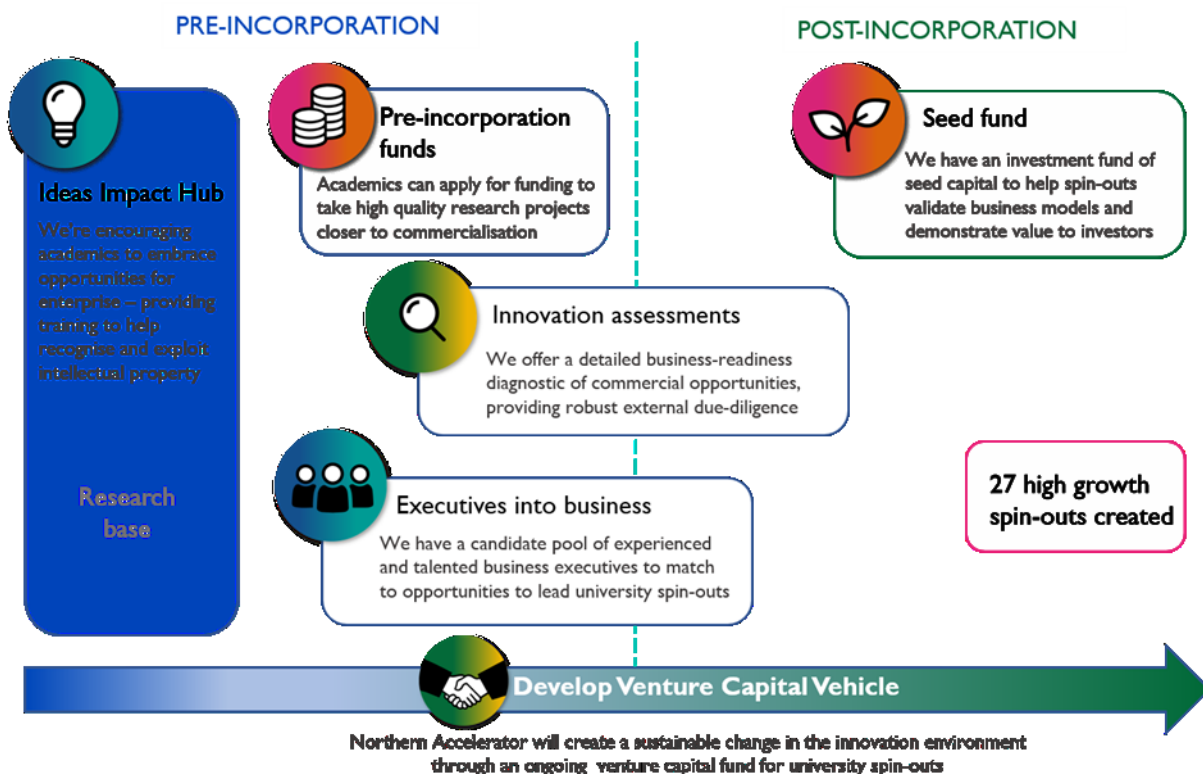 PRE-INCORPORATION
POST-INCORPORATION
Ideas Impact Hub
We're encouraging
academics to embrace
opportunities for
enterprise – providing
training to help
recognise and exploit
intellectual property
Research
base
Pre-incorporation
funds
Academics can apply for funding to
take high quality research projects
closer to commercialisation
Seed fund
We have an investment fund of
seed capital to help spin-outs
validate business models and
demonstrate value to investors
Innovation assessments
We offer a detailed business-readiness
diagnostic of commercial opportunities,
providing robust external due-diligence
Executives into business
We have a candidate pool of experienced
and talented business executives to match
to opportunities to lead university spin-outs
27 high growth
spin-outs created
Develop Venture Capital Vehicle
Northern Accelerator will create a sustainable change in the innovation environment
through an ongoing venture capital fund for university spin-outs